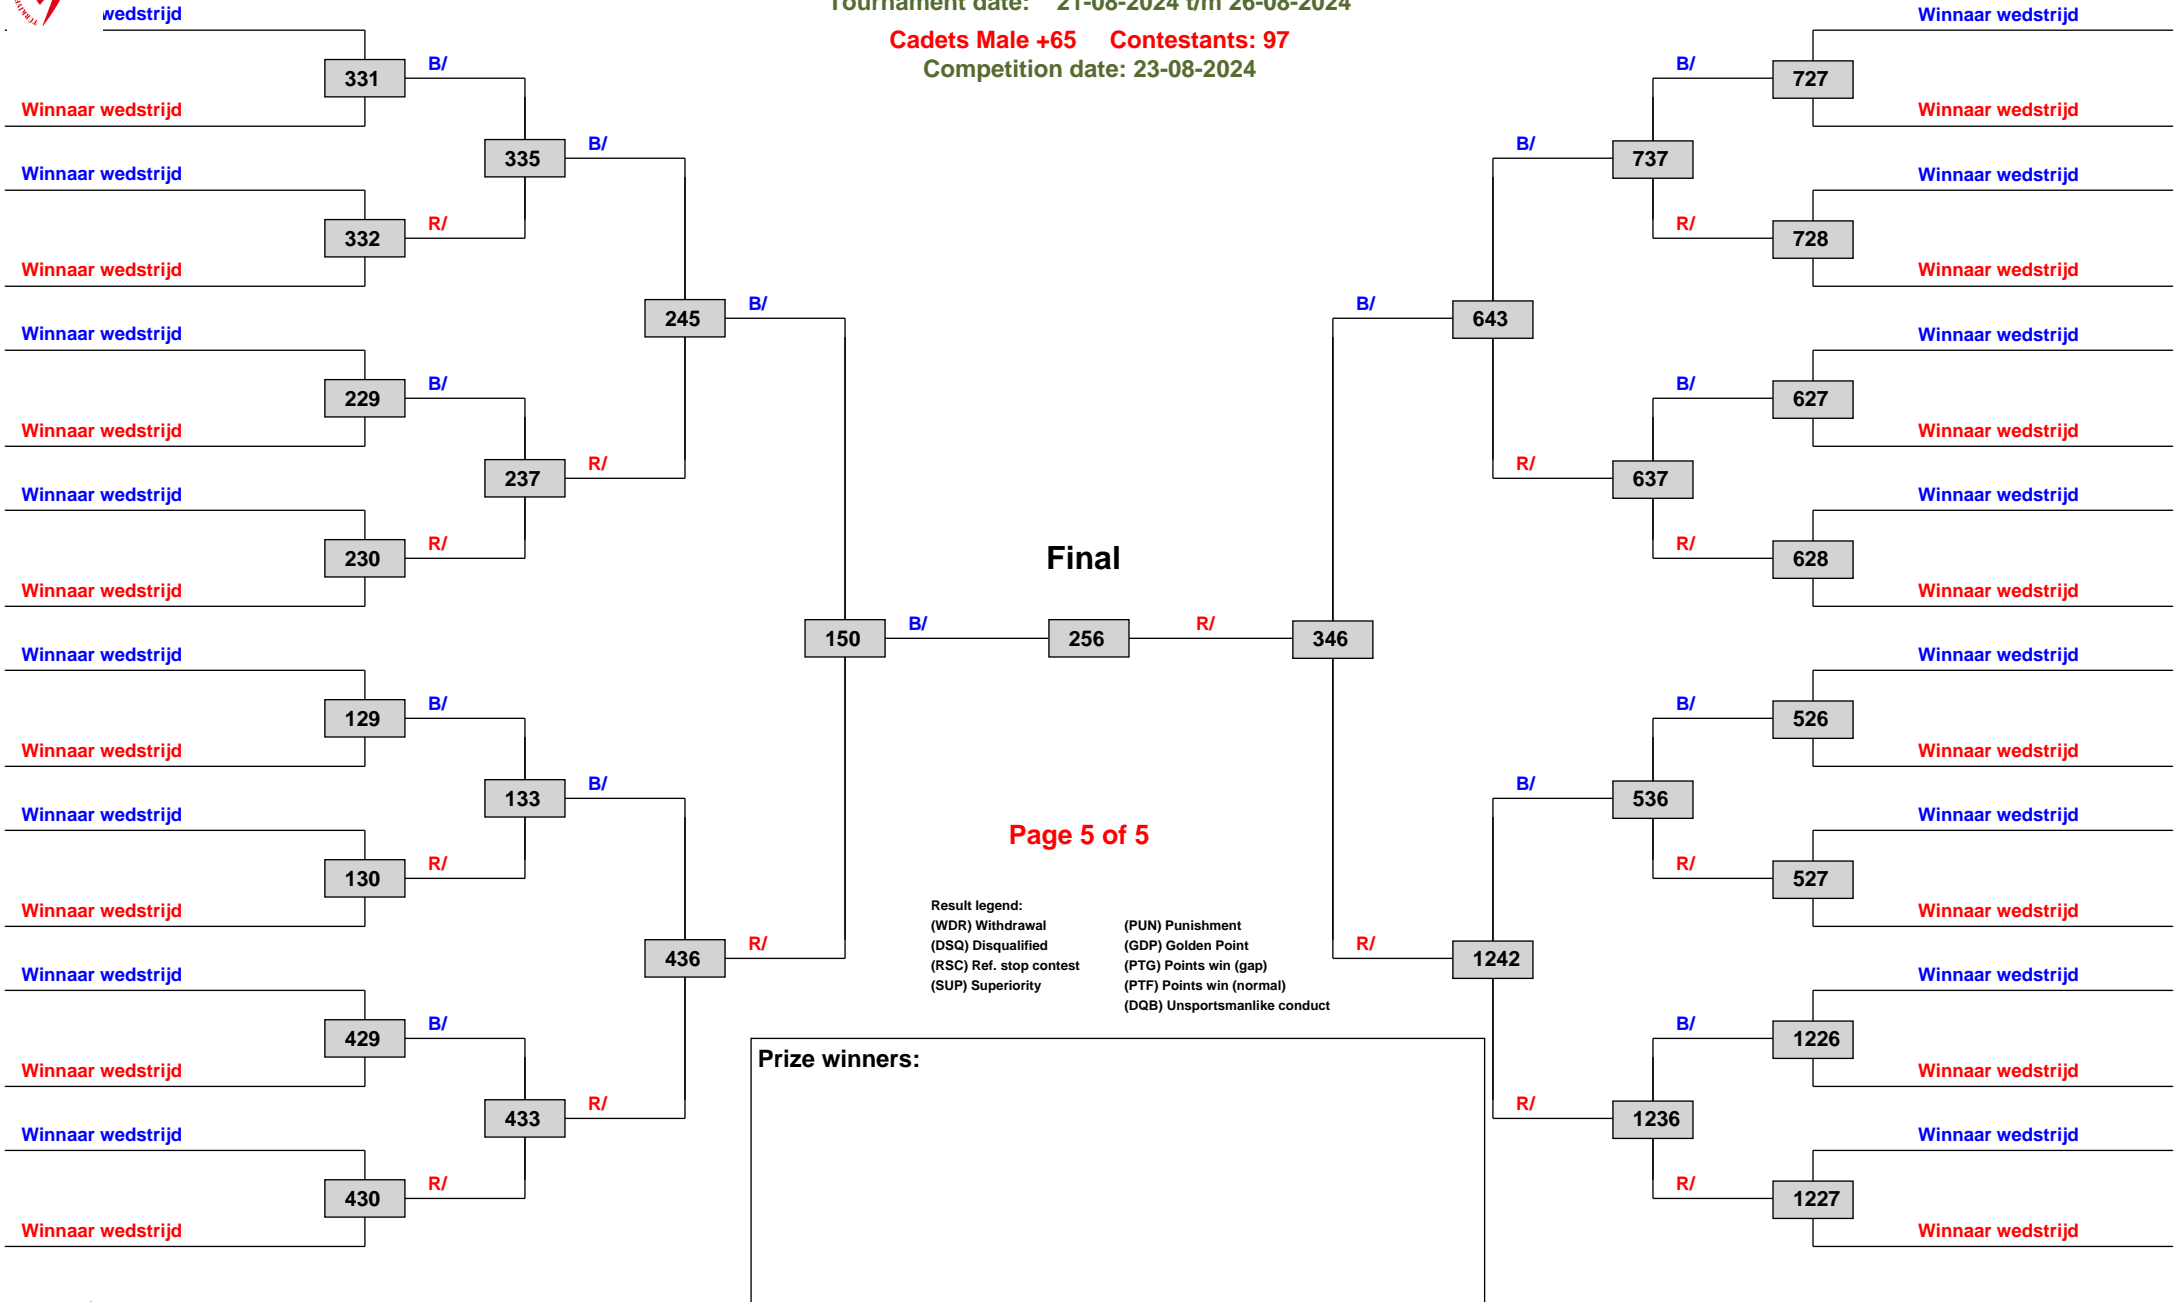 Tournament date: 21-08-2024 t/m 26-08-2024
Cadets Male +65 Contestants: 97
Competition date: 23-08-2024
wedstrijd
331
B/
Winnaar wedstrijd
335
B/
Winnaar wedstrijd
332
R/
Winnaar wedstrijd
245
B/
Winnaar wedstrijd
229
B/
Winnaar wedstrijd
237
R/
Winnaar wedstrijd
230
R/
Winnaar wedstrijd
150
B/
Winnaar wedstrijd
129
B/
Winnaar wedstrijd
133
B/
Winnaar wedstrijd
130
R/
Winnaar wedstrijd
436
R/
Winnaar wedstrijd
429
B/
Winnaar wedstrijd
433
R/
Winnaar wedstrijd
430
R/
Winnaar wedstrijd
Final
256
R/
346
Winnaar wedstrijd
B/
727
Winnaar wedstrijd
B/
737
Winnaar wedstrijd
R/
728
Winnaar wedstrijd
B/
643
Winnaar wedstrijd
B/
627
Winnaar wedstrijd
R/
637
Winnaar wedstrijd
R/
628
Winnaar wedstrijd
Winnaar wedstrijd
B/
526
Winnaar wedstrijd
B/
536
Winnaar wedstrijd
R/
527
Winnaar wedstrijd
R/
1242
Winnaar wedstrijd
B/
1226
Winnaar wedstrijd
R/
1236
Winnaar wedstrijd
R/
1227
Winnaar wedstrijd
Page 5 of 5
Result legend:
(WDR) Withdrawal (PUN) Punishment
(DSQ) Disqualified (GDP) Golden Point
(RSC) Ref. stop contest (PTG) Points win (gap)
(SUP) Superiority (PTF) Points win (normal)
(DQB) Unsportsmanlike conduct
Prize winners: